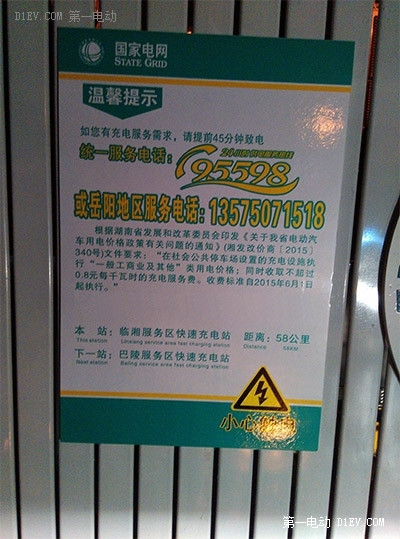 D1EV.COM 第一电动
国家电网
STATE GRID
温馨提示
如您有充电服务需求，请提前45分钟致电
统一服务电话：
24小时供电服务热线
95598
或岳阳地区服务电话：13575071518
根据湖南省发展和改革委员会印发《关于我省电动汽
车用电价格政策有关问题的通知》（湘发改价商〔2015〕
340号）文件要求：“在社会公共停车场设置的充电设施执
行“一般工商业及其他”类用电价格；同时收取不超过
0.8元每千瓦时的充电服务费。收费标准自2015年6月1日
起执行。”
本 站：临湘服务区快速充电站 距离：58公里
This station Linxiang service area fast charging station Distance 58KM
下一站：巴陵服务区快速充电站
Next station Baling service area fast charging station
小心触电
第一电动 D1EV.COM